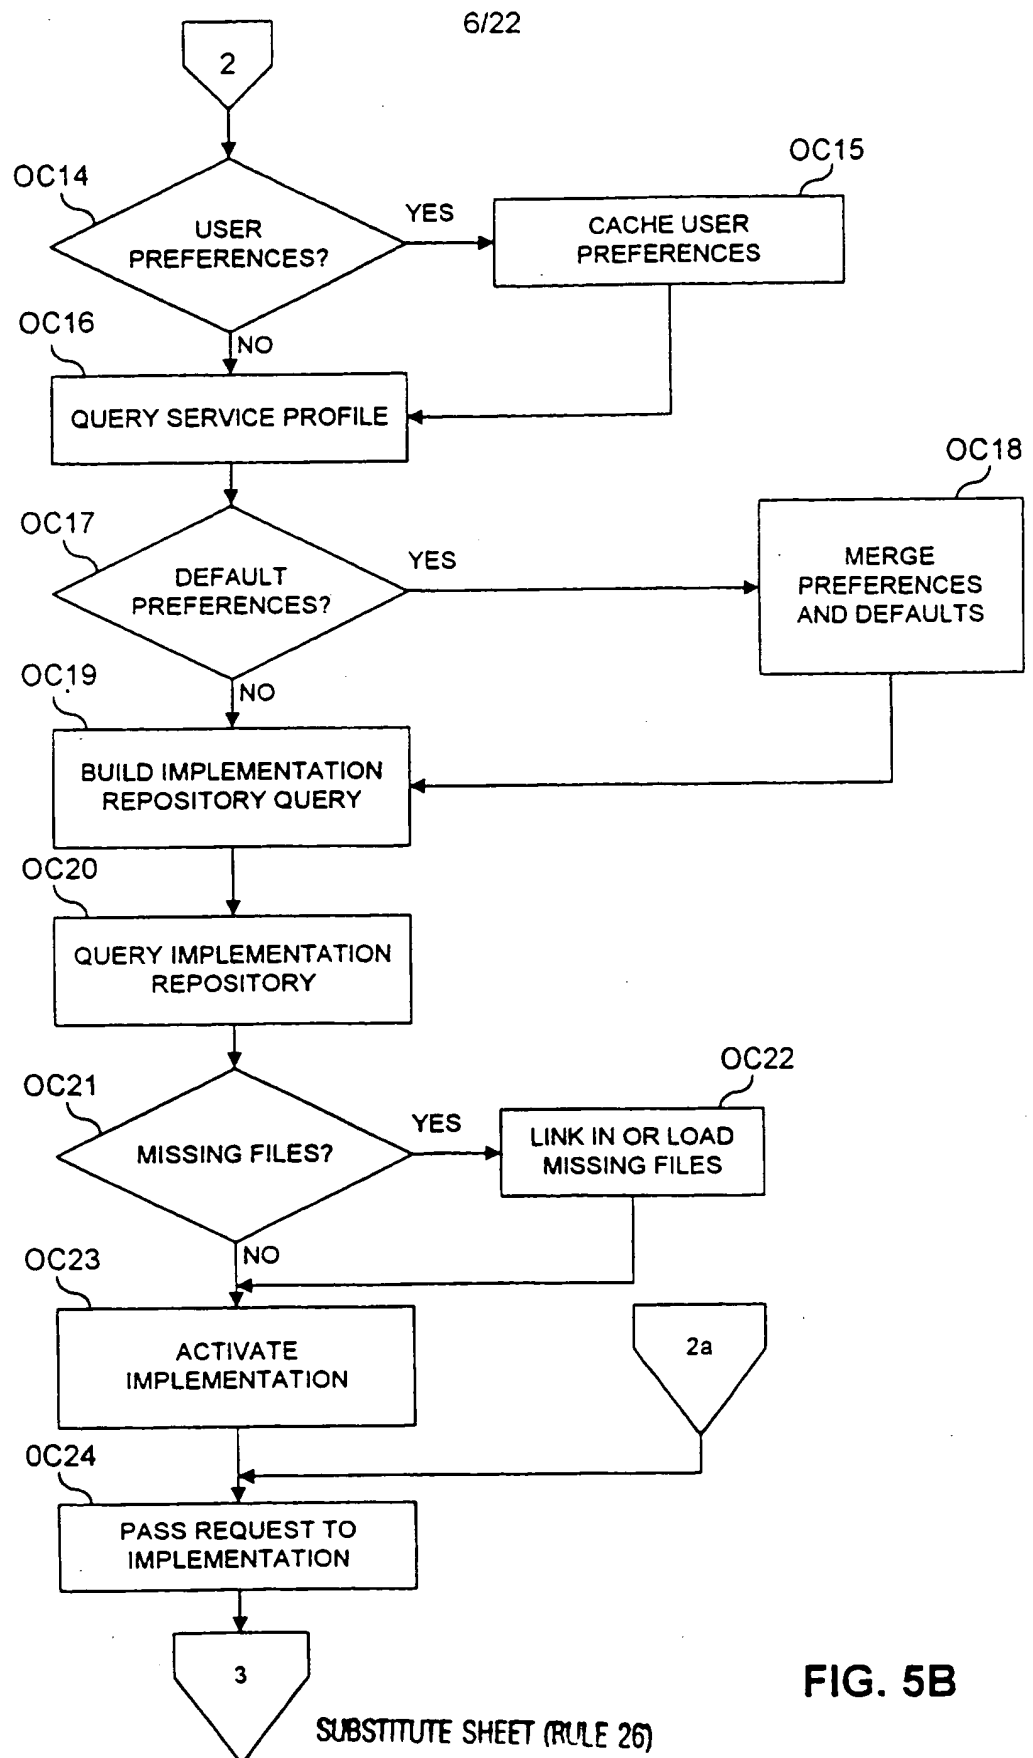 6/22
2
OC14
USER
PREFERENCES?
YES
OC15
CACHE USER
PREFERENCES
NO
OC16
QUERY SERVICE PROFILE
OC17
DEFAULT
PREFERENCES?
YES
OC18
MERGE
PREFERENCES
AND DEFAULTS
NO
OC19
BUILD IMPLEMENTATION
REPOSITORY QUERY
OC20
QUERY IMPLEMENTATION
REPOSITORY
OC21
MISSING FILES?
YES
OC22
LINK IN OR LOAD
MISSING FILES
NO
OC23
ACTIVATE
IMPLEMENTATION
2a
OC24
PASS REQUEST TO
IMPLEMENTATION
3
FIG. 5B
SUBSTITUTE SHEET (RULE 26)